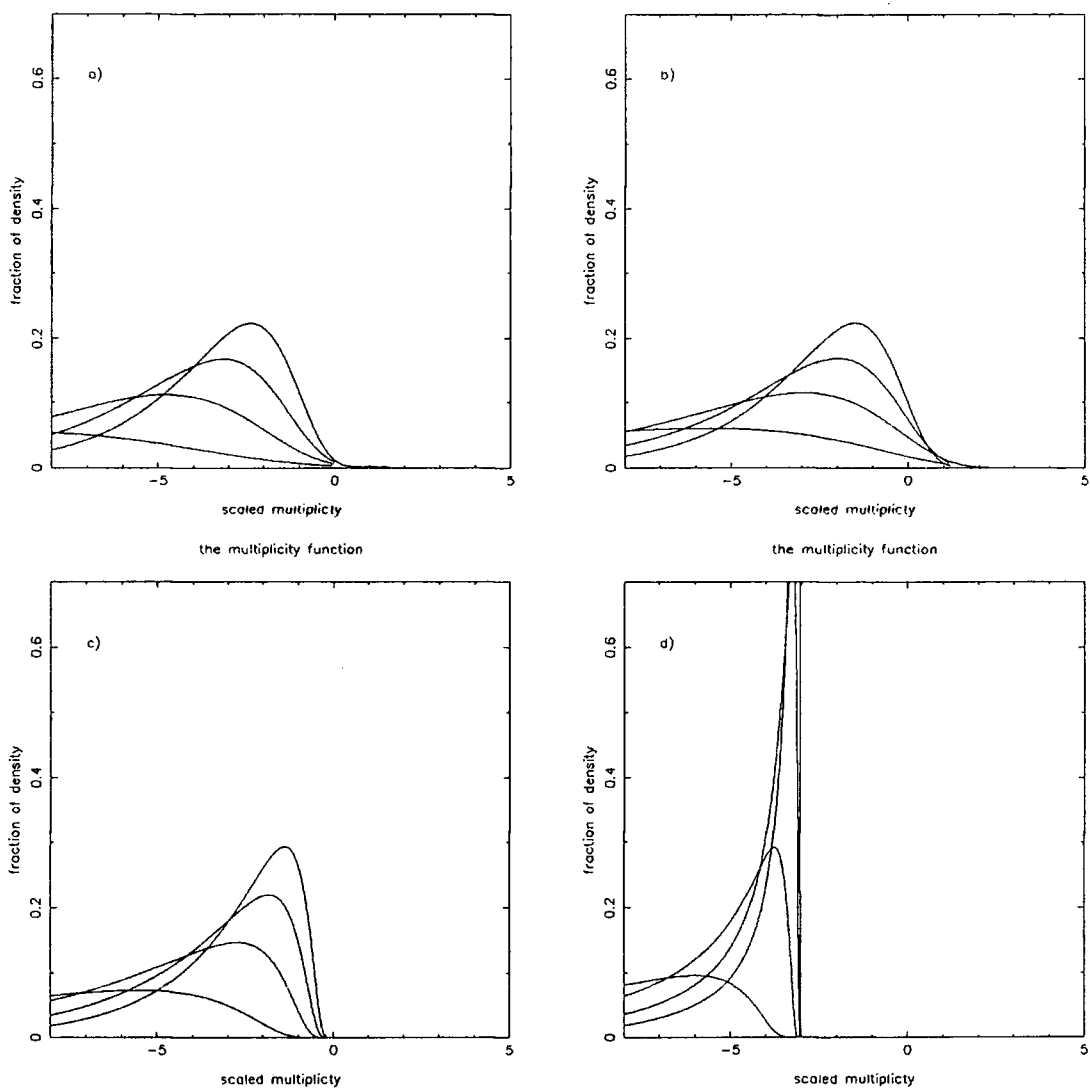 a)
0.6
0.4
0.2
0
fraction of density
-5
0
5
scaled multiplicty
b)
0.6
0.4
0.2
0
fraction of density
-5
0
5
scaled multiplicty
the multiplicity function
the multiplicity function
c)
0.6
0.4
0.2
0
fraction of density
-5
0
5
scaled multiplicty
d)
0.6
0.4
0.2
0
fraction of density
-5
0
5
scaled multiplicty